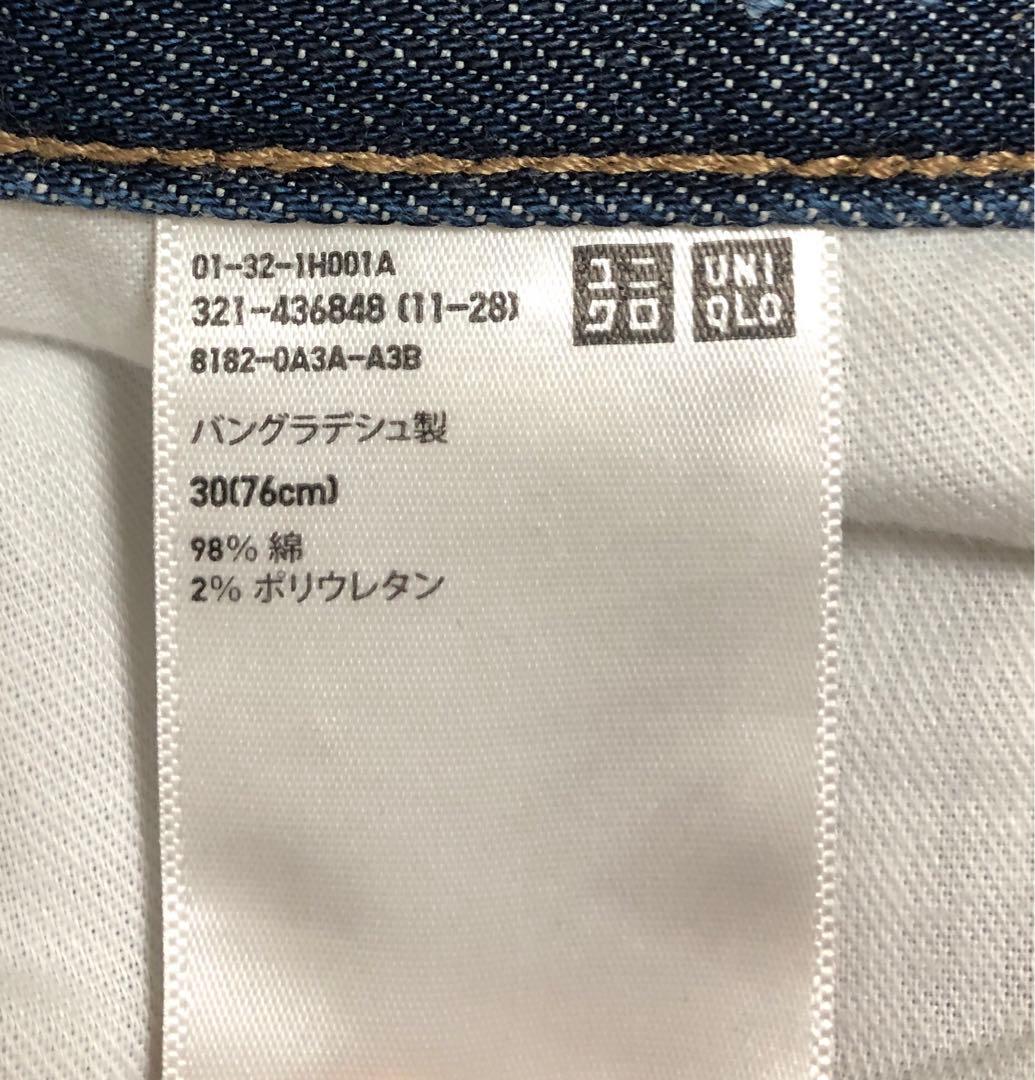 01-32-1H001A
321-436848 (11-28)
8182-0A3A-A3B
ユニ
クロ
UNI
QLO
バングラデシュ製
30(76cm)
98% 綿
2% ポリウレタン